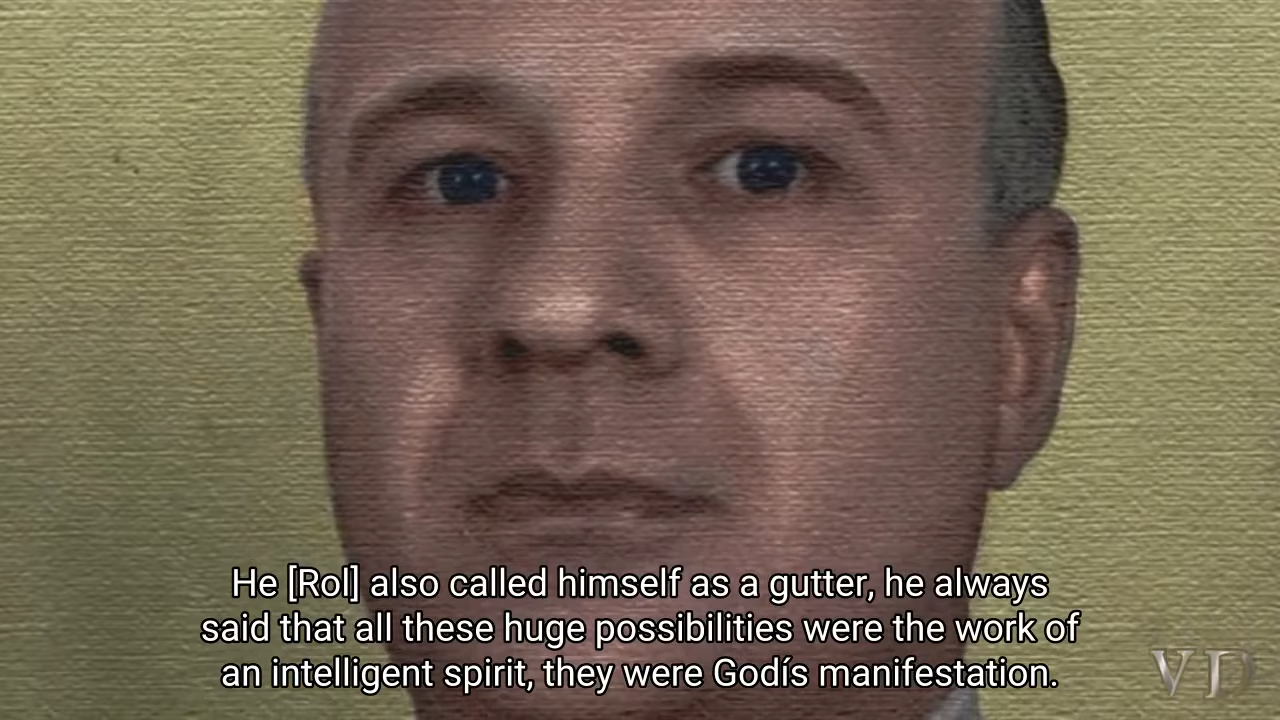 He [Rol] also called himself as a gutter, he always
said that all these huge possibilities were the work of
an intelligent spirit, they were Godís manifestation.
VD